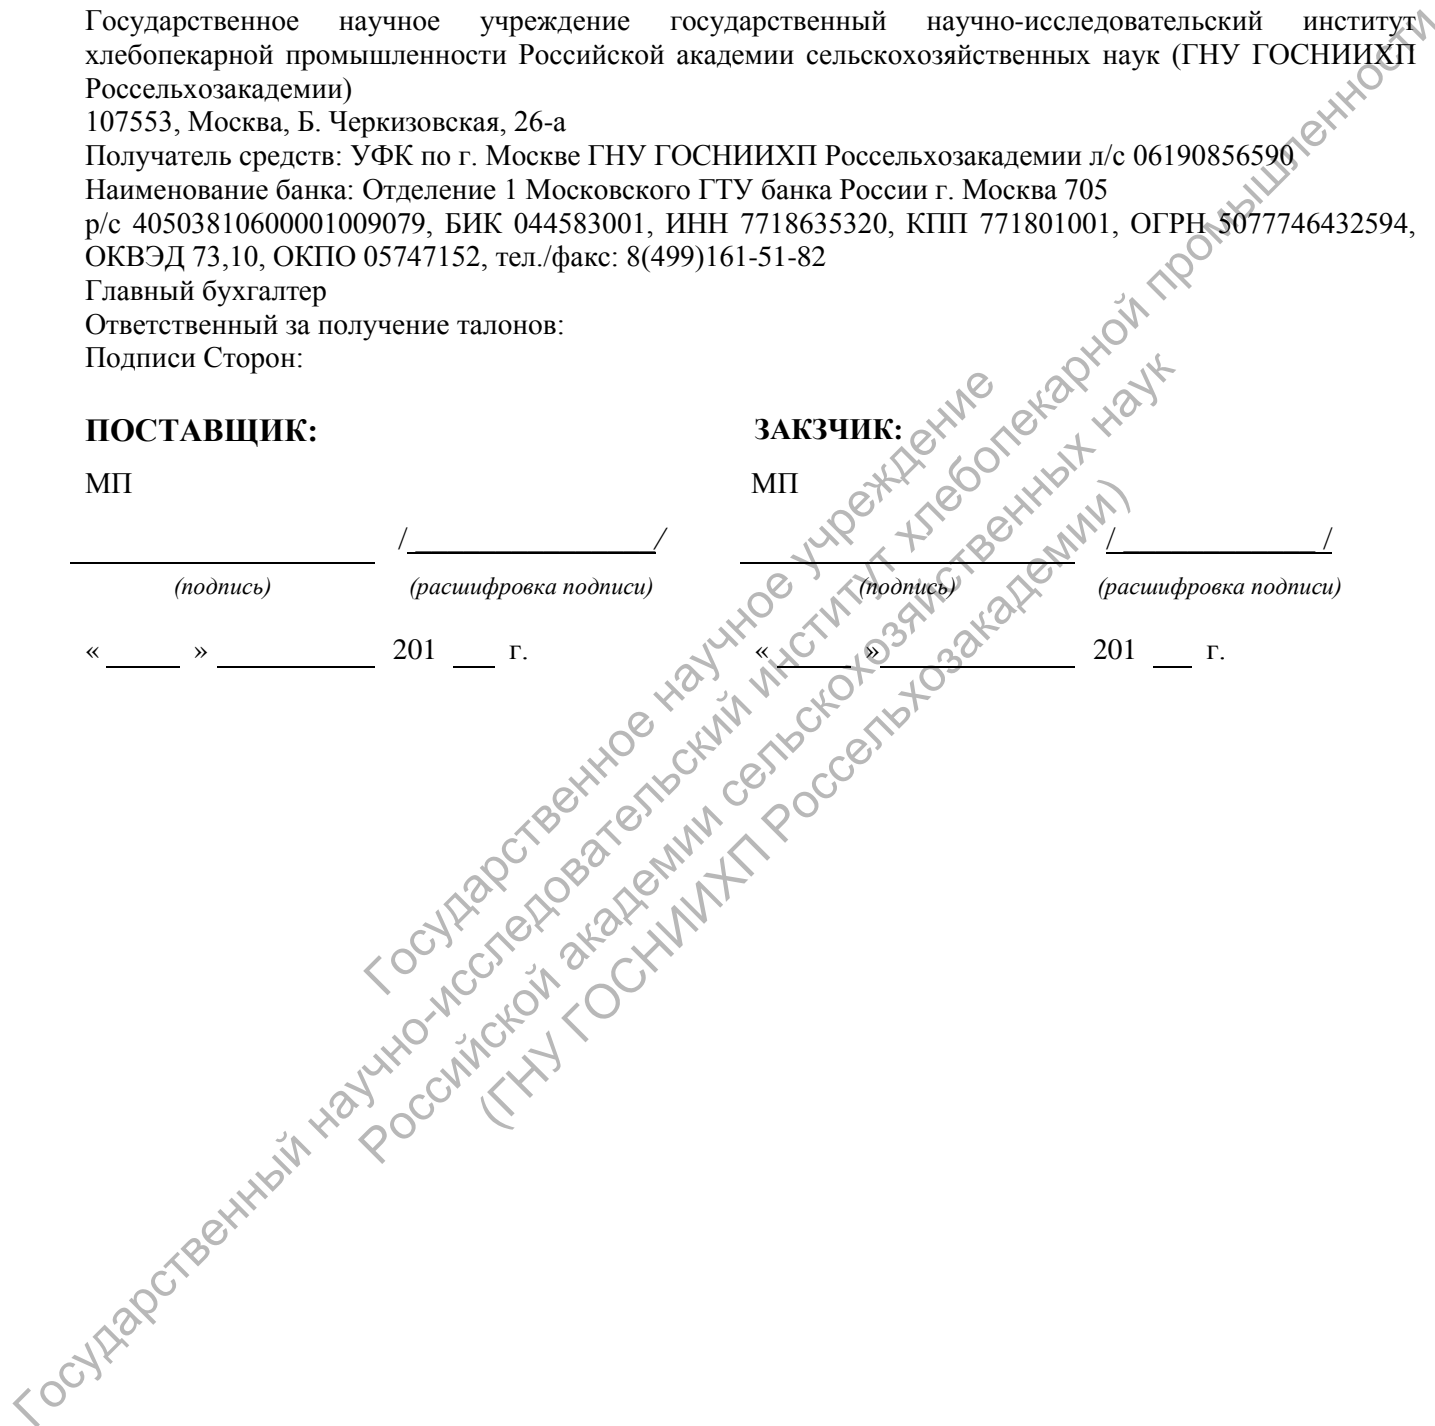 Государственное научное учреждение государственный научно-исследовательский институт
хлебопекарной промышленности Российской академии сельскохозяйственных наук (ГНУ ГОСНИИХП
Россельхозакадемии)
107553, Москва, Б. Черкизовская, 26-а
Получатель средств: УФК по г. Москве ГНУ ГОСНИИХП Россельхозакадемии л/с 06190856590
Наименование банка: Отделение 1 Московского ГТУ банка России г. Москва 705
р/с 40503810600001009079, БИК 044583001, ИНН 7718635320, КПП 771801001, ОГРН 5077746432594,
ОКВЭД 73,10, ОКПО 05747152, тел./факс: 8(499)161-51-82
Главный бухгалтер
Ответственный за получение талонов:
Подписи Сторон:
ПОСТАВЩИК: ЗАКЗЧИК:
МП МП
/ _________________/ / ______________ /
(подпись) (расшифровка подписи) (подпись) (расшифровка подписи)
« » 201 г. « » 201 г.
Государственное научное учреждение
Государственный научно-исследовательский институт хлебопекарной промышленности
Российской академии сельскохозяйственных наук
(ГНУ ГОСНИИХП Россельхозакадемии)